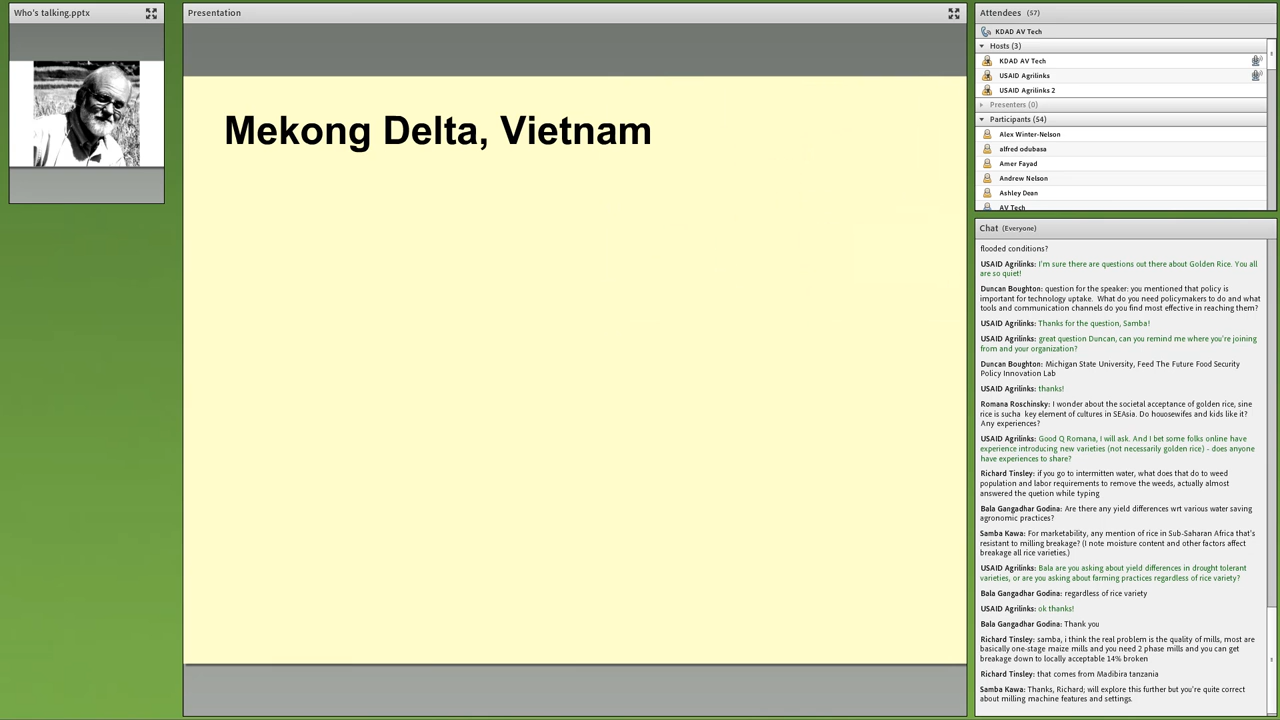 Who's talking.pptx
Presentation
Mekong Delta, Vietnam
Attendees (57)
KDAD AV Tech
Hosts (3)
KDAD AV Tech
USAID Agrilinks
USAID Agrilinks 2
Presenters (0)
Participants (54)
Alex Winter-Nelson
alfred odubasa
Amer Fayad
Andrew Nelson
Ashley Dean
AV Tech
Chat (Everyone)
flooded conditions?
USAID Agrilinks: I'm sure there are questions out there about Golden Rice. You all
are so quiet!
Duncan Boughton: question for the speaker: you mentioned that policy is
important for technology uptake. What do you need policymakers to do and what
tools and communication channels do you find most effective in reaching them?
USAID Agrilinks: Thanks for the question, Samba!
USAID Agrilinks: great question Duncan, can you remind me where you're joining
from and your organization?
Duncan Boughton: Michigan State University, Feed The Future Food Security
Policy Innovation Lab
USAID Agrilinks: thanks!
Romana Roschinsky: I wonder about the societal acceptance of golden rice, sine
rice is sucha key element of cultures in SEAsia. Do houosewifes and kids like it?
Any experiences?
USAID Agrilinks: Good Q Romana, I will ask. And I bet some folks online have
experience introducing new varieties (not necessarily golden rice) - does anyone
have experiences to share?
Richard Tinsley: if you go to intermitten water, what does that do to weed
population and labor requirements to remove the weeds, actually almost
answered the quetion while typing
Bala Gangadhar Godina: Are there any yield differences wrt various water saving
agronomic practices?
Samba Kawa: For marketability, any mention of rice in Sub-Saharan Africa that's
resistant to milling breakage? (I note moisture content and other factors affect
breakage all rice varieties.)
USAID Agrilinks: Bala are you asking about yield differences in drought tolerant
varieties, or are you asking about farming practices regardless of rice variety?
Bala Gangadhar Godina: regardless of rice variety
USAID Agrilinks: ok thanks!
Bala Gangadhar Godina: Thank you
Richard Tinsley: samba, i think the real problem is the quality of mills, most are
basically one-stage maize mills and you need 2 phase mills and you can get
breakage down to locally acceptable 14% broken
Richard Tinsley: that comes from Madibira tanzania
Samba Kawa: Thanks, Richard; will explore this further but you're quite correct
about milling machine features and settings.